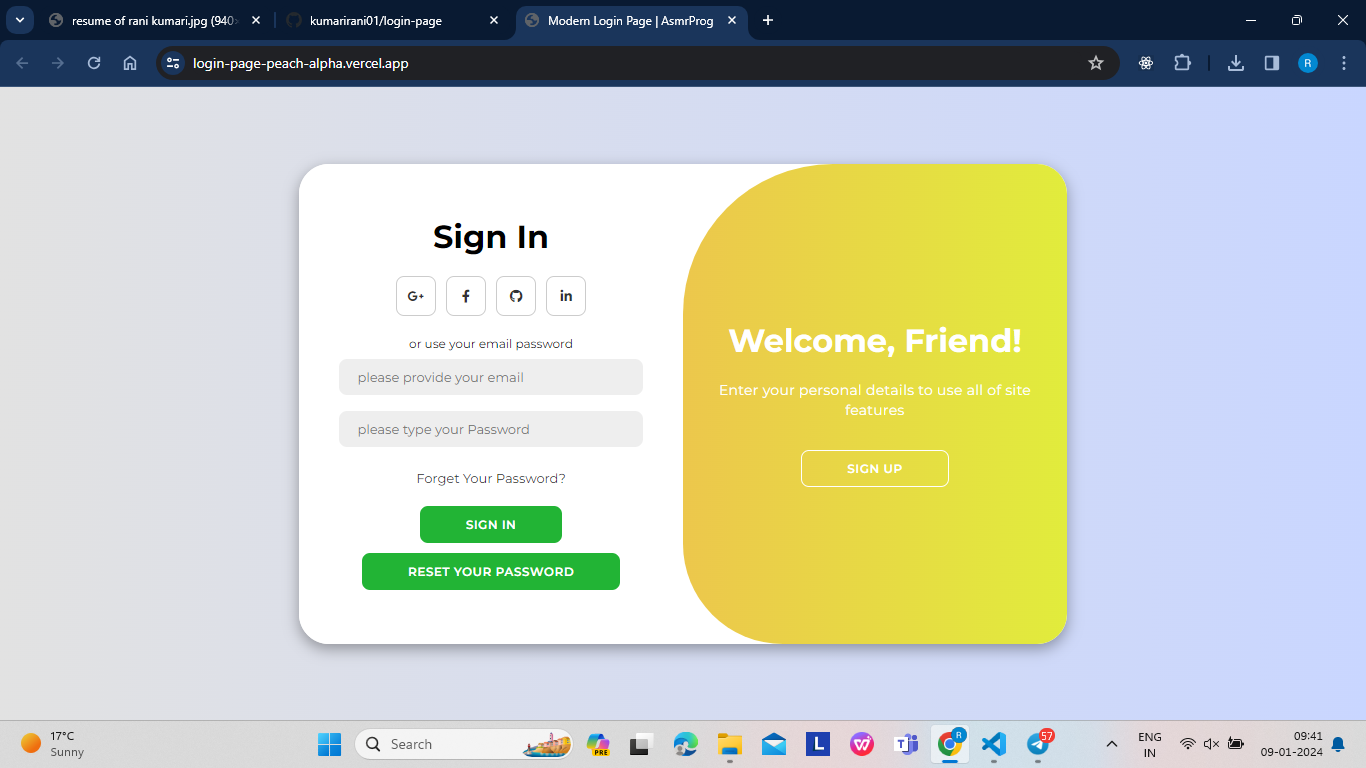 resume of rani kumari.jpg (940×
kumarirani01/login-page
Modern Login Page | AsmrProg
login-page-peach-alpha.vercel.app
R
Sign In
G+
f
in
or use your email password
please provide your email
please type your Password
Forget Your Password?
SIGN IN
RESET YOUR PASSWORD
Welcome, Friend!
Enter your personal details to use all of site
features
SIGN UP
17°C
Sunny
Search
PRE
L
R
57
ENG
IN
09:41
09-01-2024